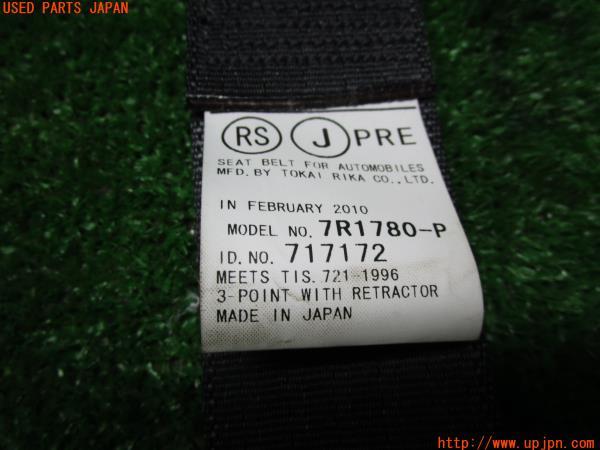 USED PARTS JAPAN
RS J PRE
SEAT BELT FOR AUTOMOBILES
MFD. BY TOKAI RIKA CO., LTD.
IN FEBRUARY 2010
MODEL NO. 7R1780-P
ID. NO. 717172
MEETS TIS. 721-1996
3-POINT WITH RETRACTOR
MADE IN JAPAN
http://www.upjpn.com/